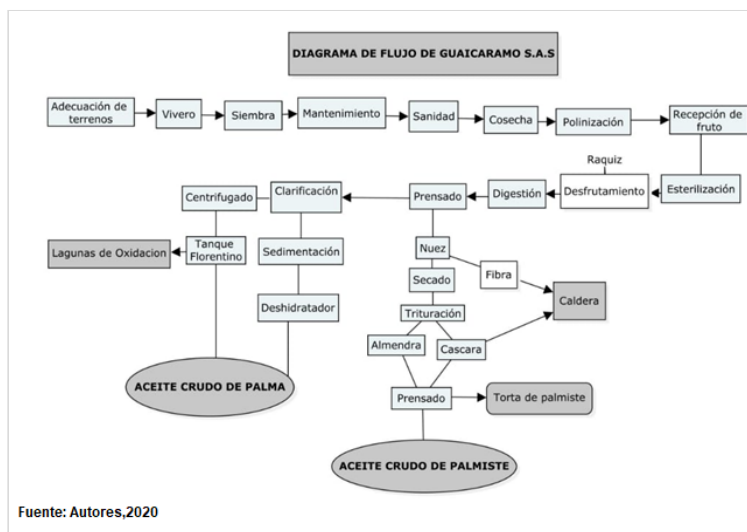 DIAGRAMA DE FLUJO DE GUAICARAMO S.A.S
Adecuación de
terrenos
Vivero
Siembra
Mantenimiento
Sanidad
Cosecha
Polinización
Recepción de
fruto
Raquiz
Centrifugado
Clarificación
Prensado
Digestión
Desfrutamiento
Esterilización
Lagunas de Oxidacion
Tanque
Florentino
Sedimentación
Nuez
Secado
Fibra
Caldera
Deshidratador
Trituración
Almendra
Cascara
ACEITE CRUDO DE PALMA
Prensado
Torta de palmiste
ACEITE CRUDO DE PALMISTE
Fuente: Autores,2020